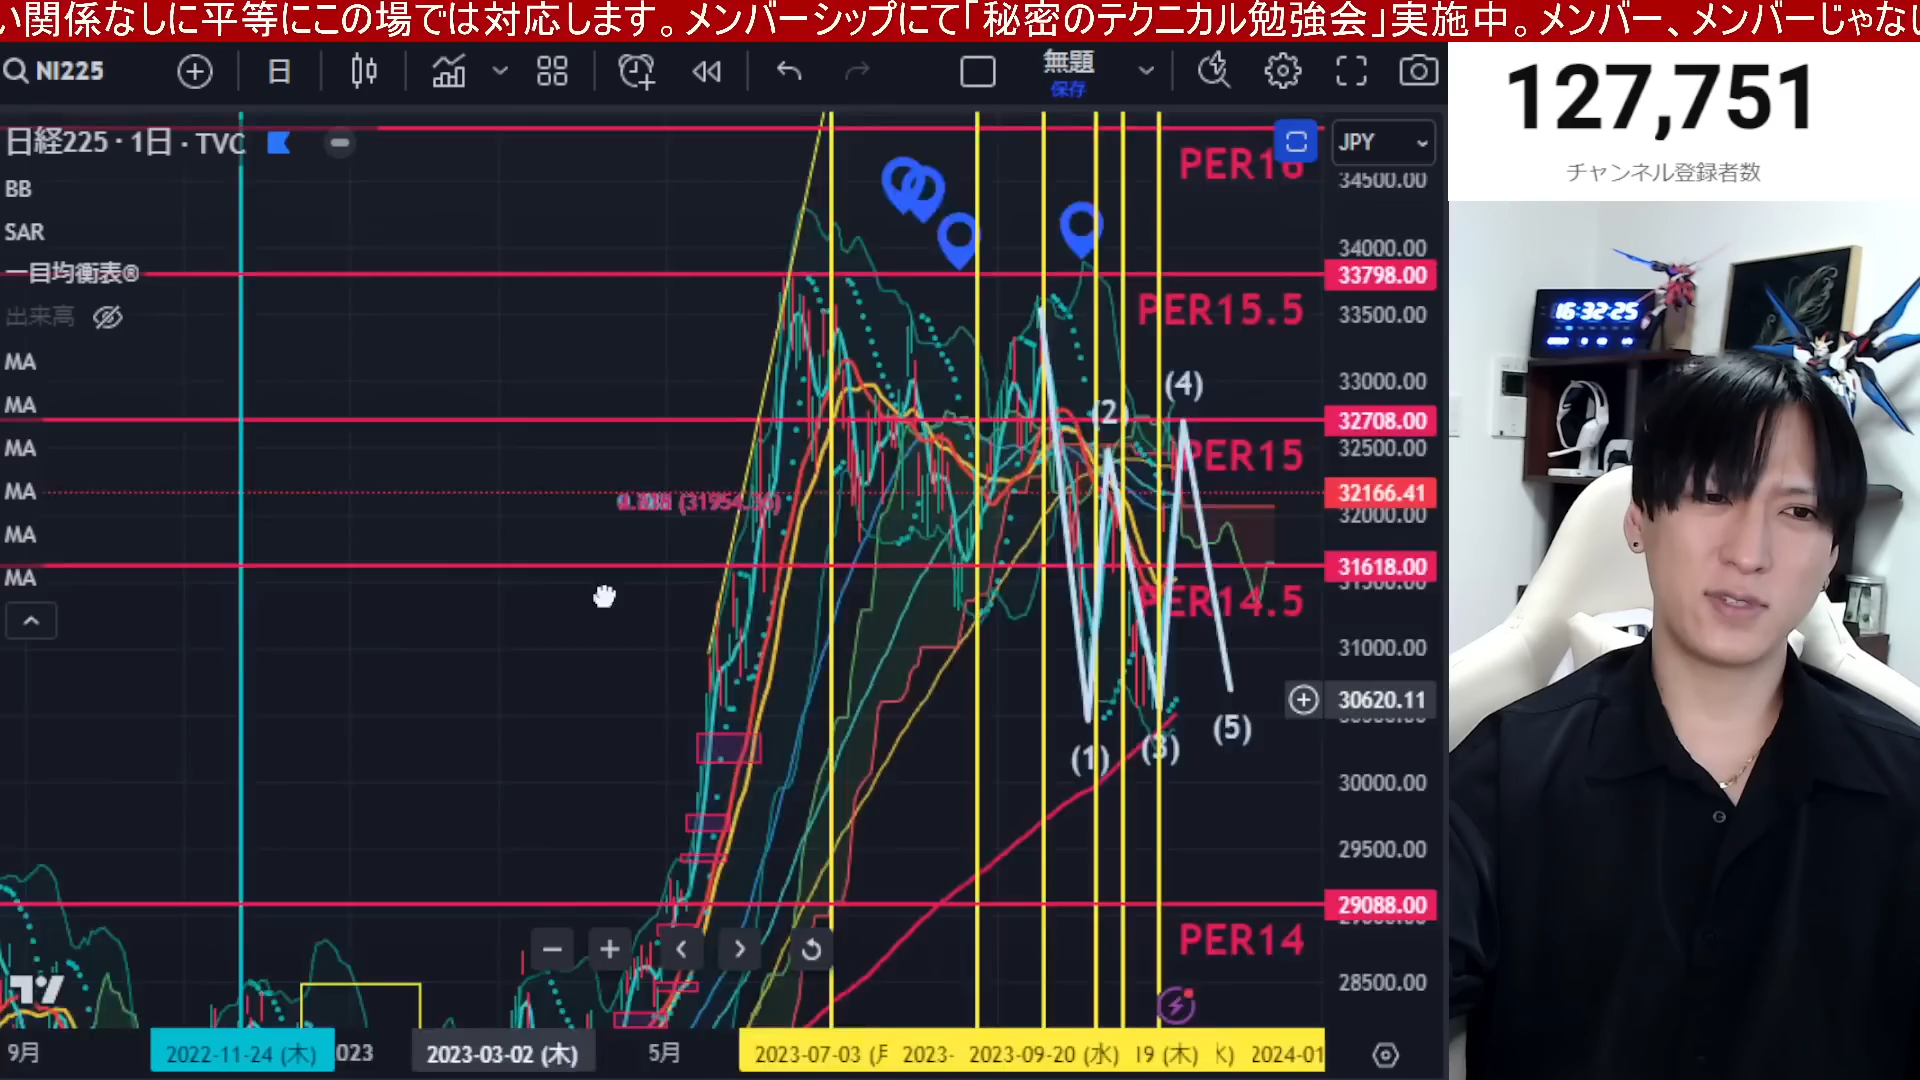 い関係なしに平等にこの場では対応します。メンバーシップにて「秘密のテクニカル勉強会」実施中。メンバー、メンバーじゃない
NI225
日
無題
保存
127,751
チャンネル登録者数
日経225・1日・TVC
JPY
PER16
34500.00
BB
SAR
34000.00
一目均衡表®
33798.00
出来高
PER15.5
33500.00
16:32:25
MA
33000.00
(4)
MA
(2)
32708.00
MA
PER15
32500.00
MA
(31954.
32166.41
32000.00
MA
31618.00
MA
PER14.5
31000.00
30620.11
(5)
(1)
(3)
30000.00
29500.00
29088.00
PER14
28500.00
9月
2022-11-24 (木)
023
2023-03-02 (木)
5月
2023-07-03 (月
2023-
2023-09-20 (水)
19 (木)
2024-01